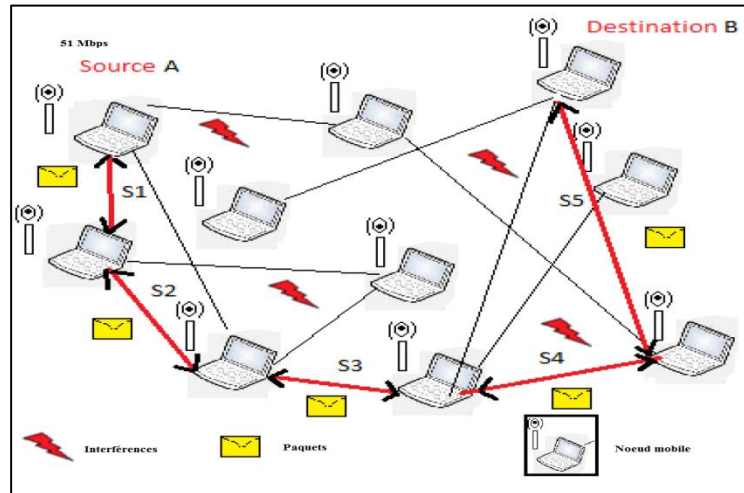 51 Mbps
Source A
Destination B
S1
S2
S3
S4
S5
Interférences
Paquets
Noeud mobile